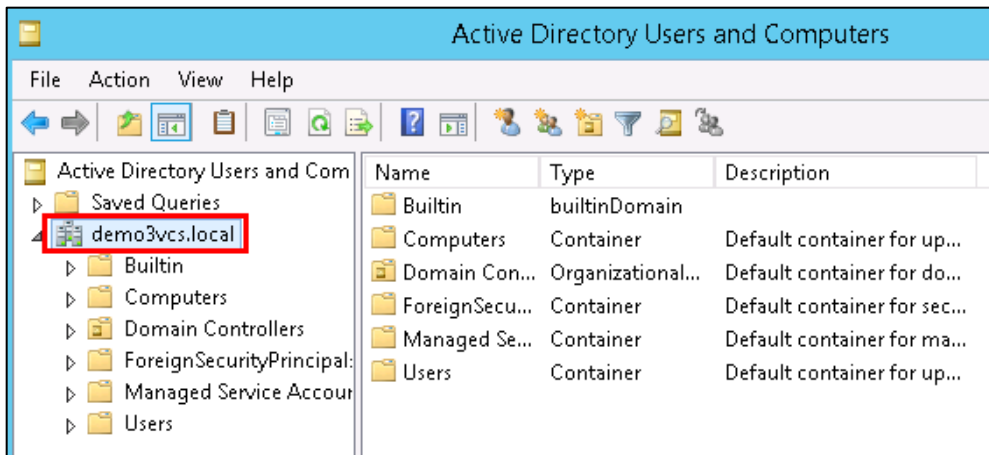 Active Directory Users and Computers
File Action View Help
Active Directory Users and Com
Saved Queries
demo3vcs.local
Builtin
Computers
Domain Controllers
ForeignSecurityPrincipal:
Managed Service Accour
Users
Name Type Description
Builtin builtinDomain
Computers Container Default container for up...
Domain Con... Organizational... Default container for do...
ForeignSecu... Container Default container for sec...
Managed Se... Container Default container for ma...
Users Container Default container for up...